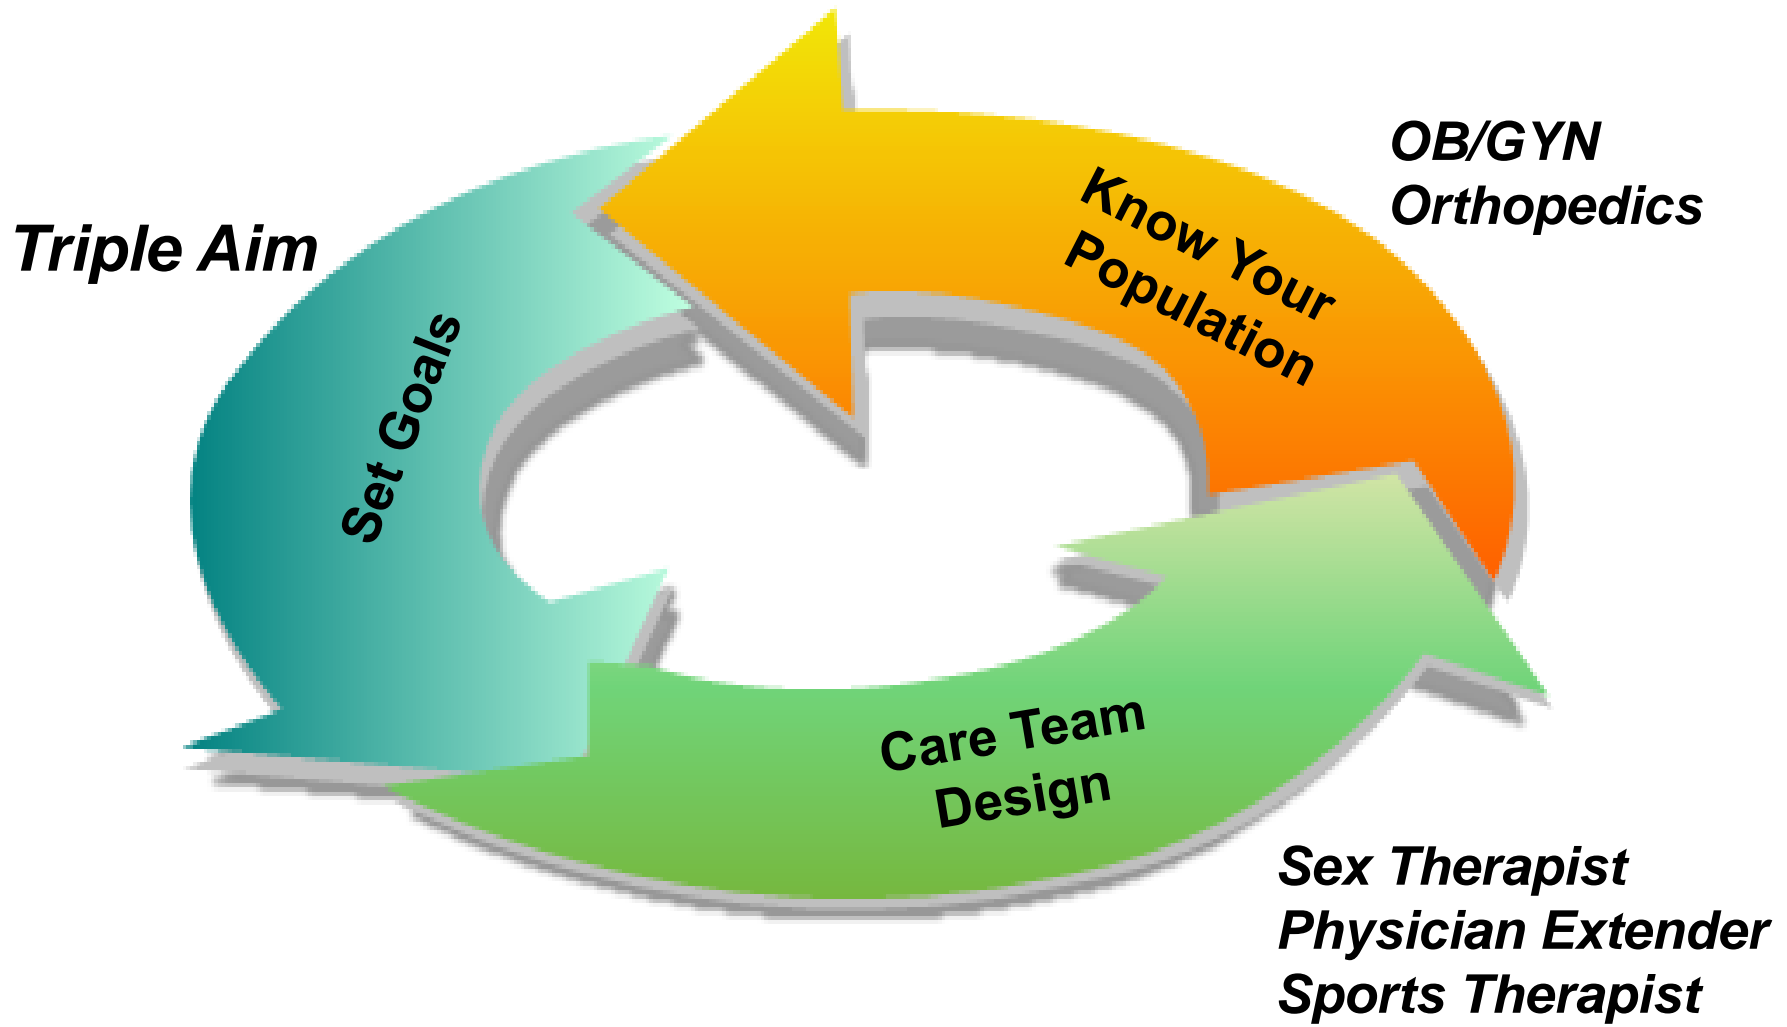 OB/GYN
Orthopedics
Know Your
Population
Triple Aim
Set Goals
Care Team
Design
Sex Therapist
Physician Extender
Sports Therapist